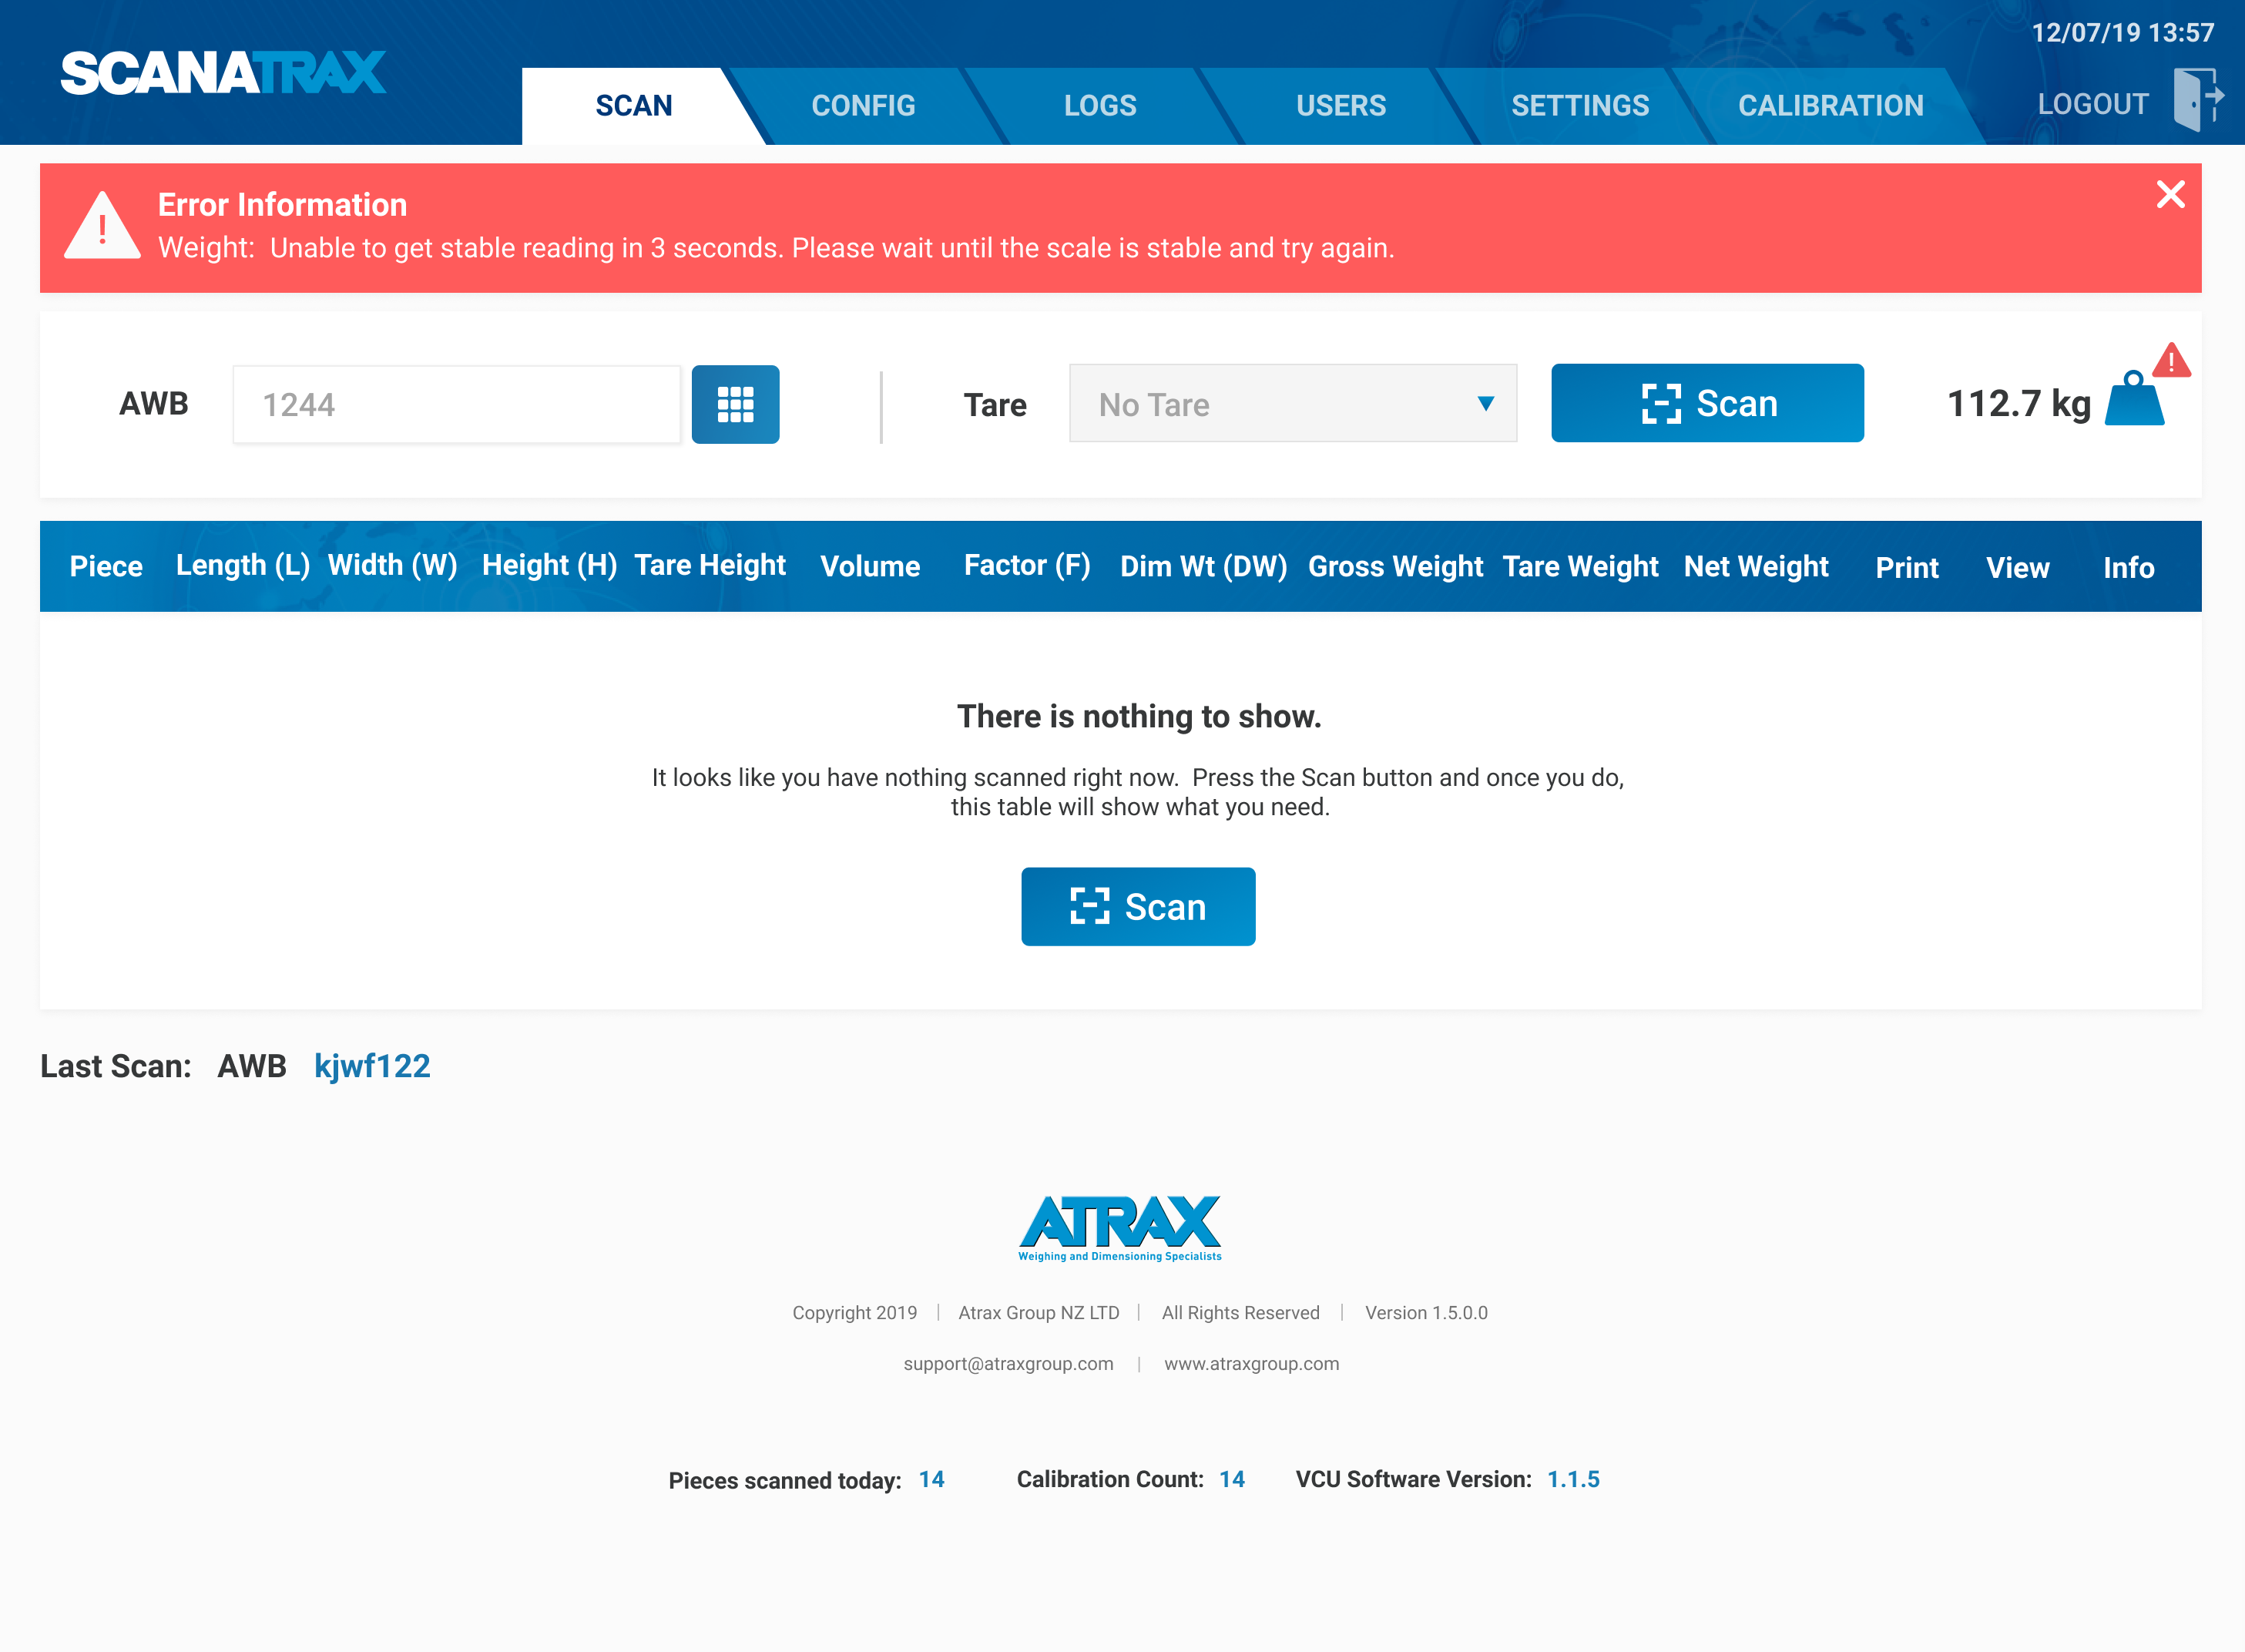 12/07/19 13:57
SCANATRAX
SCAN CONFIG LOGS USERS SETTINGS CALIBRATION LOGOUT
Error Information
Weight: Unable to get stable reading in 3 seconds. Please wait until the scale is stable and try again.
AWB 1244 Tare No Tare Scan 112.7 kg
Piece Length (L) Width (W) Height (H) Tare Height Volume Factor (F) Dim Wt (DW) Gross Weight Tare Weight Net Weight Print View Info
There is nothing to show.
It looks like you have nothing scanned right now. Press the Scan button and once you do,
this table will show what you need.
Scan
Last Scan: AWB kjwf122
ATRAX
Weighing and Dimensioning Specialists
Copyright 2019 | Atrax Group NZ LTD | All Rights Reserved | Version 1.5.0.0
support@atraxgroup.com | www.atraxgroup.com
Pieces scanned today: 14 Calibration Count: 14 VCU Software Version: 1.1.5